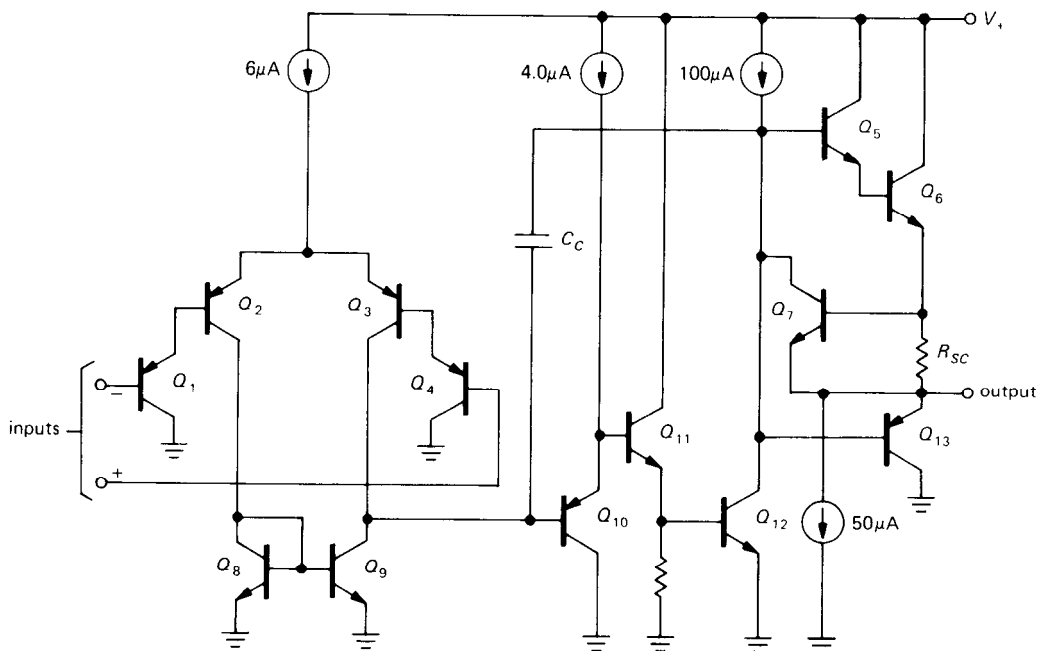 V+
6μA
4.0μA
100μA
Q5
Q6
CC
Q2
Q3
Q7
RSC
Q1
Q4
−
output
inputs
Q11
Q13
+
Q10
Q12
50μA
Q8
Q9